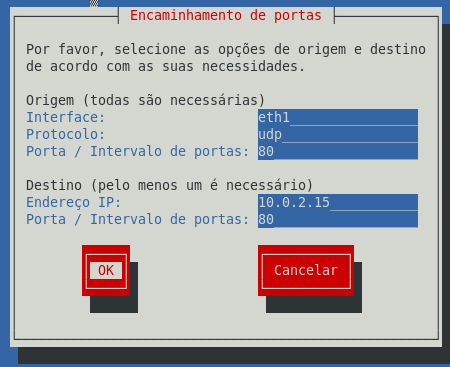 Encaminhamento de portas
Por favor, selecione as opções de origem e destino
de acordo com as suas necessidades.
Origem (todas são necessárias)
Interface: eth1
Protocolo: udp
Porta / Intervalo de portas: 80
Destino (pelo menos um é necessário)
Endereço IP: 10.0.2.15
Porta / Intervalo de portas: 80
OK Cancelar